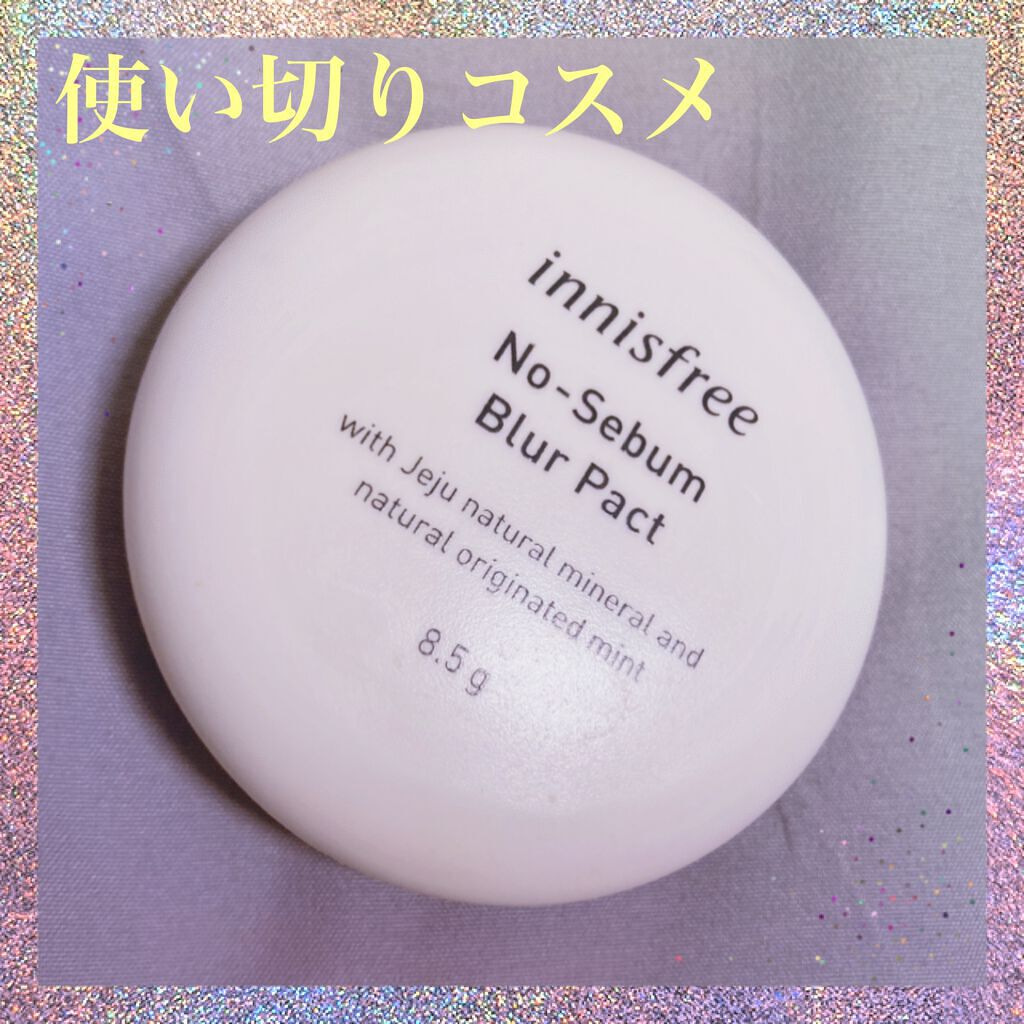 使い切りコスメ
innisfree
No-Sebum
Blur Pact
with Jeju natural mineral and
natural originated mint
8.5 g